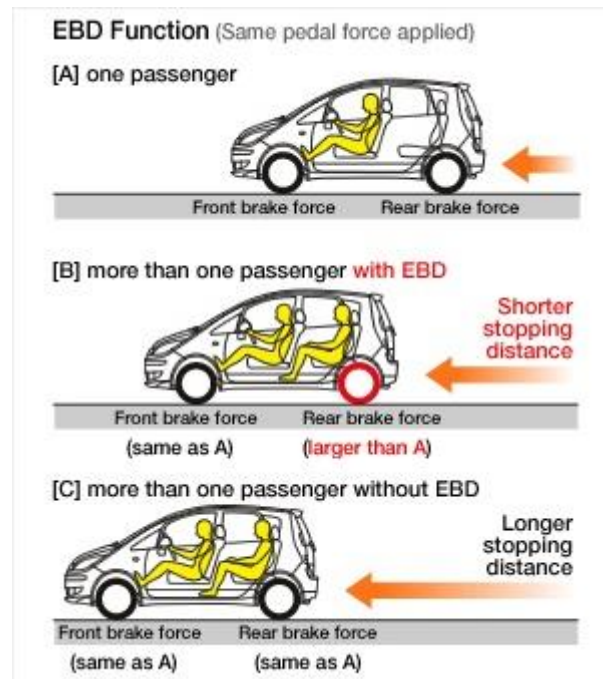 EBD Function (Same pedal force applied)
[A] one passenger
Front brake force Rear brake force
[B] more than one passenger with EBD
Shorter
stopping
distance
Front brake force Rear brake force
(same as A) (larger than A)
[C] more than one passenger without EBD
Longer
stopping
distance
Front brake force Rear brake force
(same as A) (same as A)